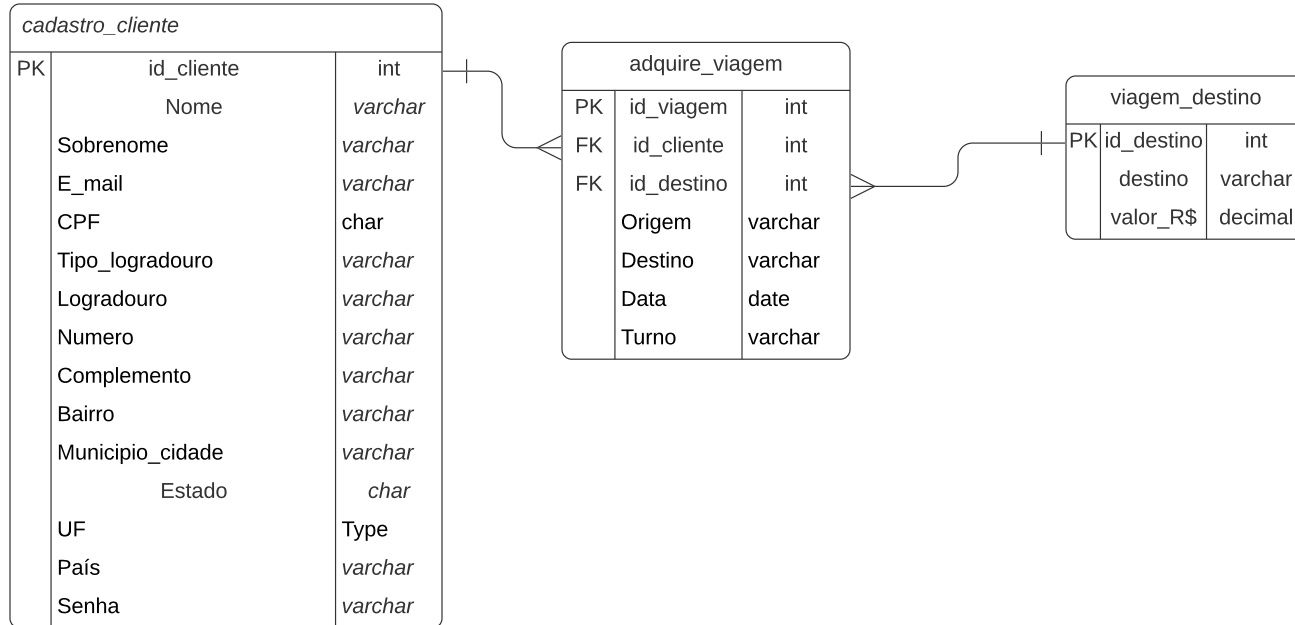 cadastro_cliente
PK id_cliente int
Nome varchar
Sobrenome varchar
E_mail varchar
CPF char
Tipo_logradouro varchar
Logradouro varchar
Numero varchar
Complemento varchar
Bairro varchar
Municipio_cidade varchar
Estado char
UF Type
País varchar
Senha varchar
adquire_viagem
PK id_viagem int
FK id_cliente int
FK id_destino int
Origem varchar
Destino varchar
Data date
Turno varchar
viagem_destino
PK id_destino int
destino varchar
valor_R$ decimal